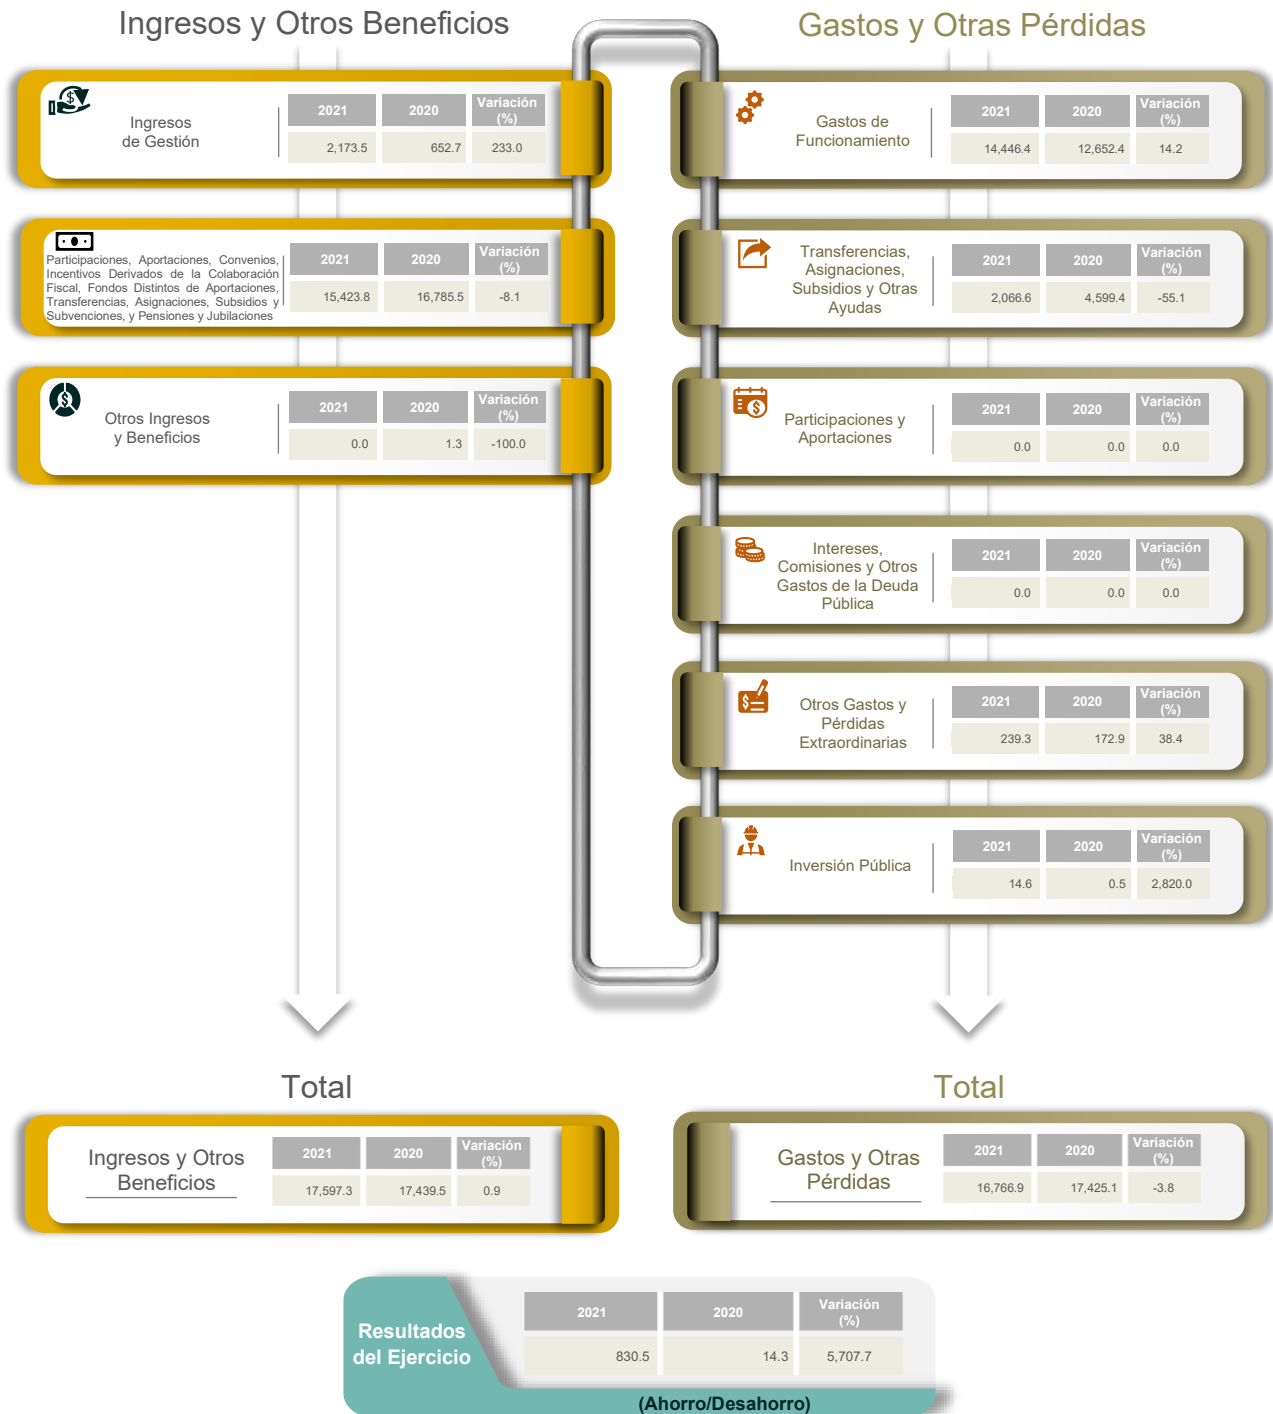 Ingresos y Otros Beneficios
Ingresos
de Gestión
2021 2020 Variación (%)
2,173.5 652.7 233.0
Participaciones, Aportaciones, Convenios,
Incentivos Derivados de la Colaboración
Fiscal, Fondos Distintos de Aportaciones,
Transferencias, Asignaciones, Subsidios y
Subvenciones, y Pensiones y Jubilaciones
2021 2020 Variación (%)
15,423.8 16,785.5 -8.1
Otros Ingresos
y Beneficios
2021 2020 Variación (%)
0.0 1.3 -100.0
Total
Ingresos y Otros
Beneficios
2021 2020 Variación (%)
17,597.3 17,439.5 0.9
Gastos y Otras Pérdidas
Gastos de
Funcionamiento
2021 2020 Variación (%)
14,446.4 12,652.4 14.2
Transferencias,
Asignaciones,
Subsidios y Otras
Ayudas
2021 2020 Variación (%)
2,066.6 4,599.4 -55.1
Participaciones y
Aportaciones
2021 2020 Variación (%)
0.0 0.0 0.0
Intereses,
Comisiones y Otros
Gastos de la Deuda
Pública
2021 2020 Variación (%)
0.0 0.0 0.0
Otros Gastos y
Pérdidas
Extraordinarias
2021 2020 Variación (%)
239.3 172.9 38.4
Inversión Pública
2021 2020 Variación (%)
14.6 0.5 2,820.0
Total
Gastos y Otras
Pérdidas
2021 2020 Variación (%)
16,766.9 17,425.1 -3.8
Resultados
del Ejercicio
2021 2020 Variación (%)
830.5 14.3 5,707.7
(Ahorro/Desahorro)